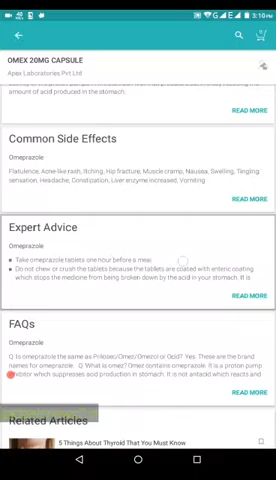 3:10 PM
OMEX 20MG CAPSULE
Apex Laboratories Pvt Ltd
amount of acid produced in the stomach.
READ MORE
Common Side Effects
Omeprazole
Flatulence, Acne-like rash, Itching, Hip fracture, Muscle cramp, Nausea, Swelling, Tingling
sensation, Headache, Constipation, Liver enzyme increased, Vomiting
READ MORE
Expert Advice
Omeprazole
Take omeprazole tablets one hour before a meal
Do not chew or crush the tablets because the tablets are coated with enteric coating
which stops the medicine from being broken down by the acid in your stomach. It is
READ MORE
FAQs
Omeprazole
Q: Is omeprazole the same as Prilosec/Omez/Omezol or Ocid? Yes. These are the brand
names for omeprazole. Q: What is omez? Omez contains omeprazole. It is a proton pump
inhibitor which suppresses acid production in stomach. It is not antacid which reacts and
READ MORE
Related Articles
5 Things About Thyroid That You Must Know